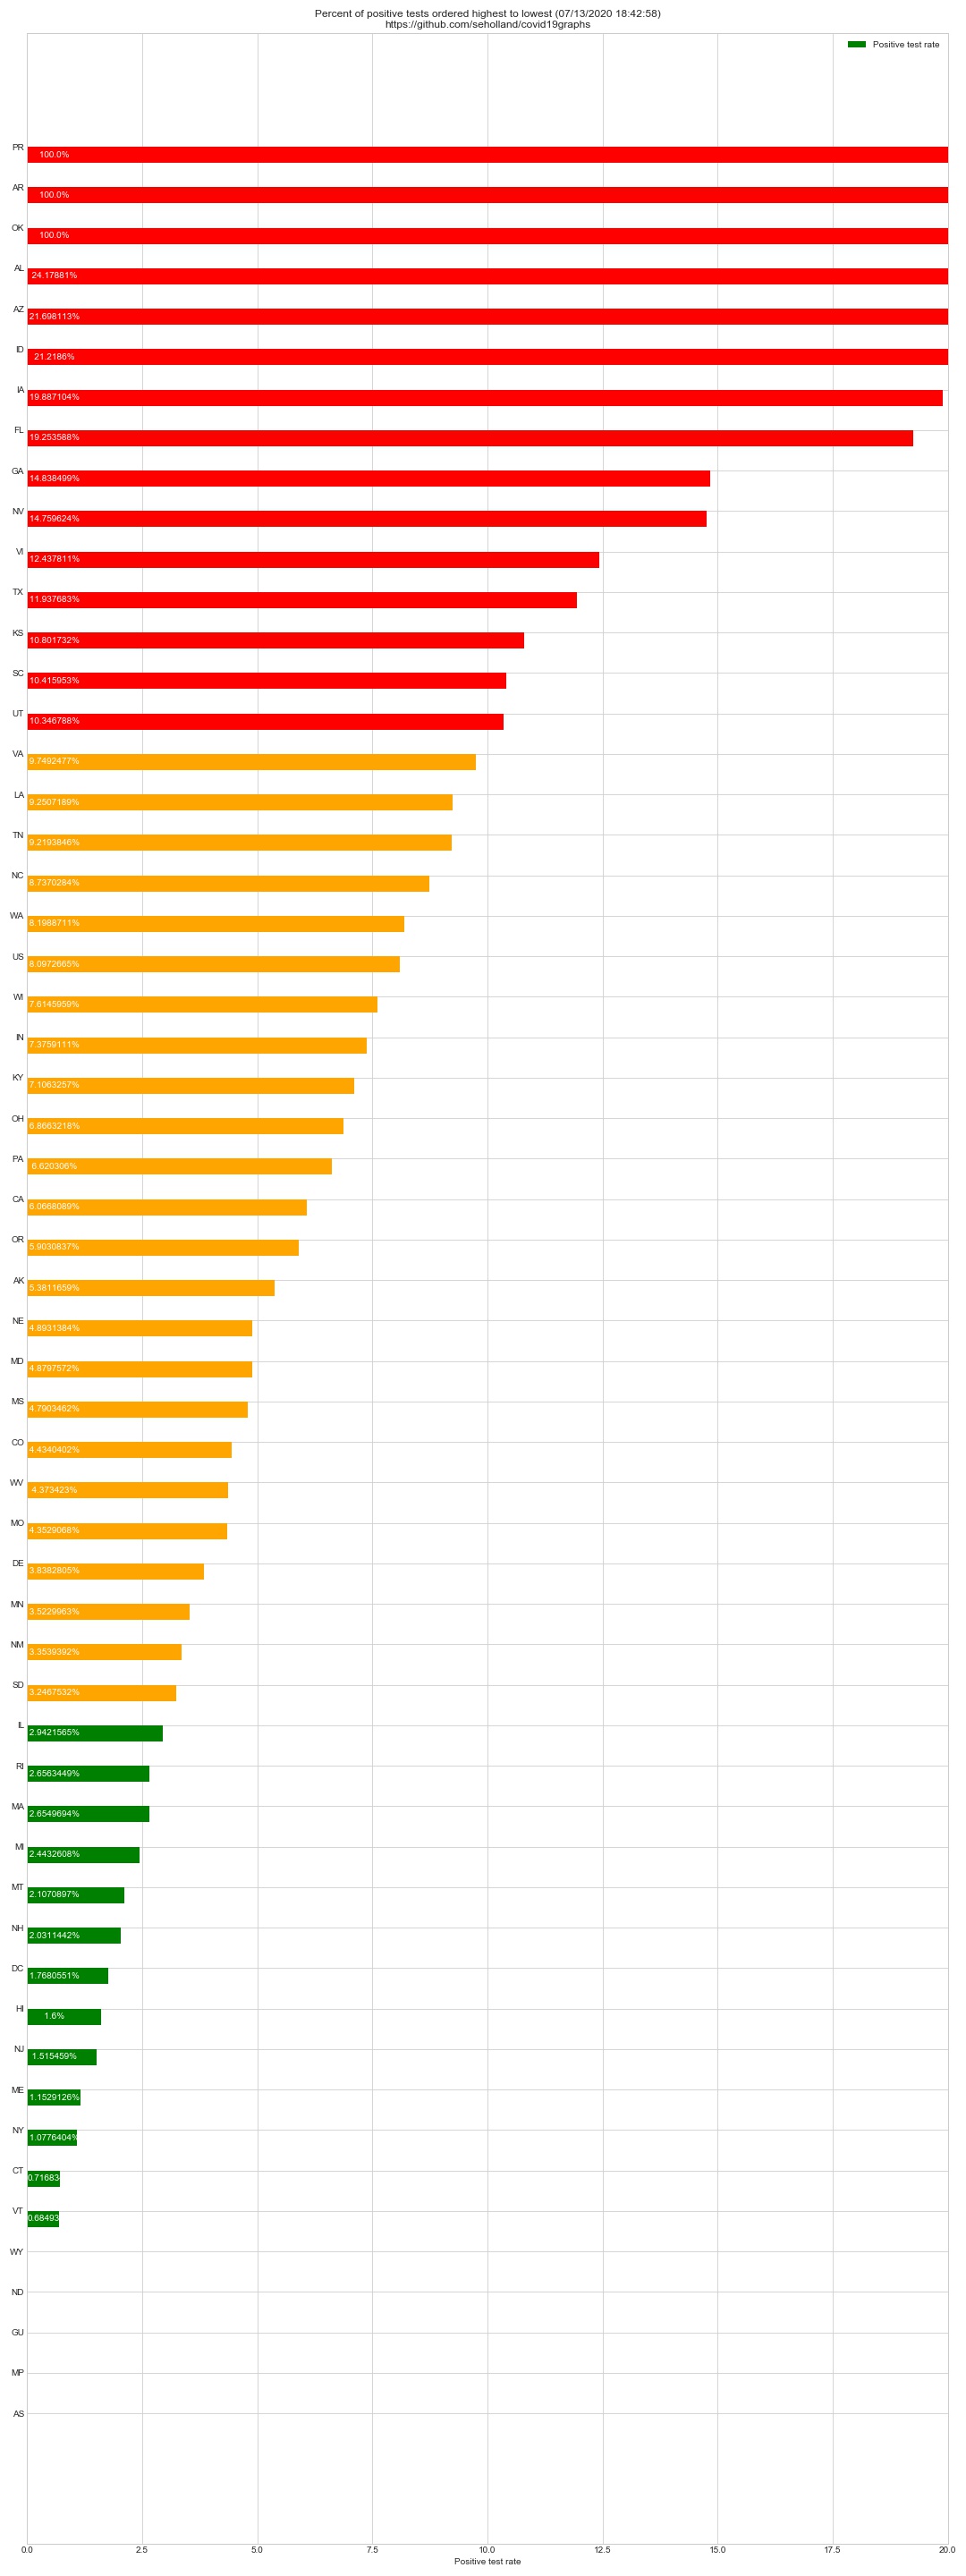 Percent of positive tests ordered highest to lowest (07/13/2020 18:42:58)
https://github.com/seholland/covid19graphs
Positive test rate
PR 100.0%
AR 100.0%
OK 100.0%
AL 24.17881%
AZ 21.698113%
ID 21.2186%
IA 19.887104%
FL 19.253588%
GA 14.838499%
NV 14.759624%
VI 12.437811%
TX 11.937683%
KS 10.801732%
SC 10.415953%
UT 10.346788%
VA 9.7492477%
LA 9.2507189%
TN 9.2193846%
NC 8.7370284%
WA 8.1988711%
US 8.0972665%
WI 7.6145959%
IN 7.3759111%
KY 7.1063257%
OH 6.8663218%
PA 6.620306%
CA 6.0668089%
OR 5.9030837%
AK 5.3811659%
NE 4.8931384%
MD 4.8797572%
MS 4.7903462%
CO 4.4340402%
WV 4.373423%
MO 4.3529068%
DE 3.8382805%
MN 3.5229963%
NM 3.3539392%
SD 3.2467532%
IL 2.9421565%
RI 2.6563449%
MA 2.6549694%
MI 2.4432608%
MT 2.1070897%
NH 2.0311442%
DC 1.7680551%
HI 1.6%
NJ 1.515459%
ME 1.1529126%
NY 1.0776404%
CT 0.71683
VT 0.68493
WY
ND
GU
MP
AS
0.0 2.5 5.0 7.5 10.0 12.5 15.0 17.5 20.0
Positive test rate